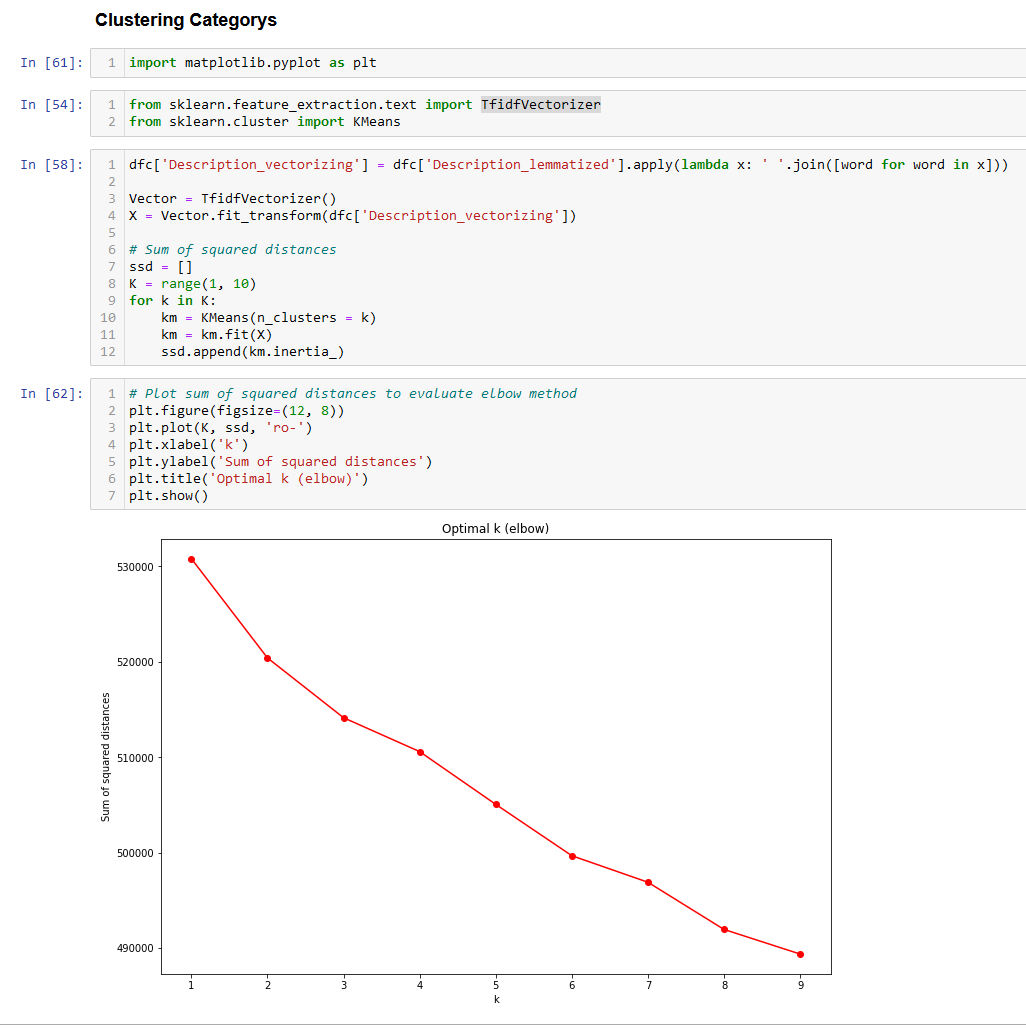 Clustering Categorys
In [61]: 1 import matplotlib.pyplot as plt
In [54]: 1 from sklearn.feature_extraction.text import TfidfVectorizer
2 from sklearn.cluster import KMeans
In [58]: 1 dfc['Description_vectorizing'] = dfc['Description_lemmatized'].apply(lambda x: ' '.join([word for word in x]))
2
3 Vector = TfidfVectorizer()
4 X = Vector.fit_transform(dfc['Description_vectorizing'])
5
6 # Sum of squared distances
7 ssd = []
8 K = range(1, 10)
9 for k in K:
10     km = KMeans(n_clusters = k)
11     km = km.fit(X)
12     ssd.append(km.inertia_)
In [62]: 1 # Plot sum of squared distances to evaluate elbow method
2 plt.figure(figsize=(12, 8))
3 plt.plot(K, ssd, 'ro-')
4 plt.xlabel('k')
5 plt.ylabel('Sum of squared distances')
6 plt.title('Optimal k (elbow)')
7 plt.show()
Optimal k (elbow)
Sum of squared distances
530000
520000
510000
500000
490000
1 2 3 4 5 6 7 8 9
k